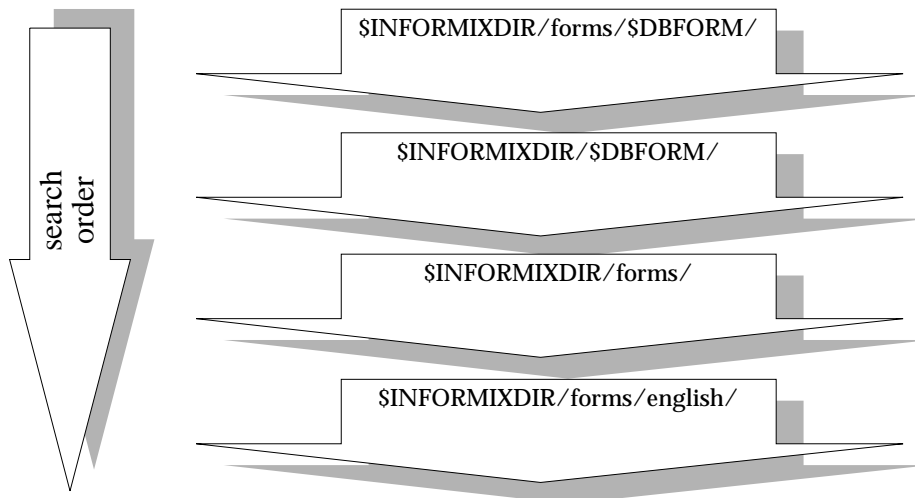 search
order
$INFORMIXDIR/forms/$DBFORM/
$INFORMIXDIR/$DBFORM/
$INFORMIXDIR/forms/
$INFORMIXDIR/forms/english/